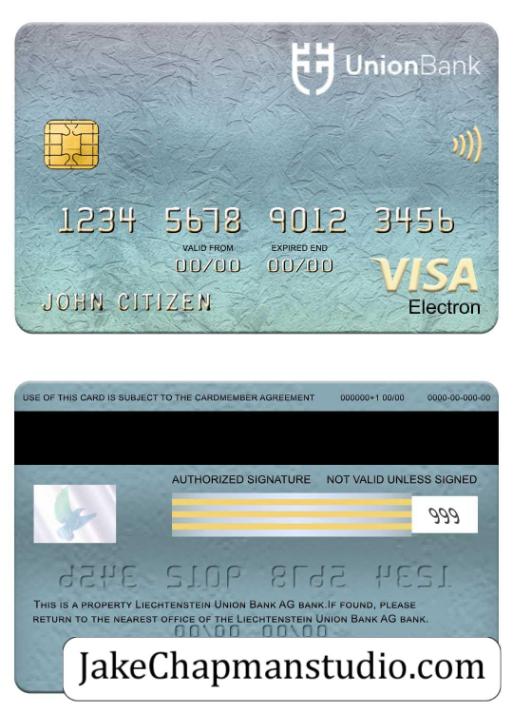 UnionBank
1234 5678 9012 3456
VALID FROM EXPIRED END
00/00 00/00
VISA
JOHN CITIZEN
Electron
USE OF THIS CARD IS SUBJECT TO THE CARDMEMBER AGREEMENT 000000+1 00/00 0000-00-000-00
AUTHORIZED SIGNATURE NOT VALID UNLESS SIGNED
999
THIS IS A PROPERTY LIECHTENSTEIN UNION BANK AG BANK.IF FOUND, PLEASE
RETURN TO THE NEAREST OFFICE OF THE LIECHTENSTEIN UNION BANK AG BANK.
JakeChapmanstudio.com